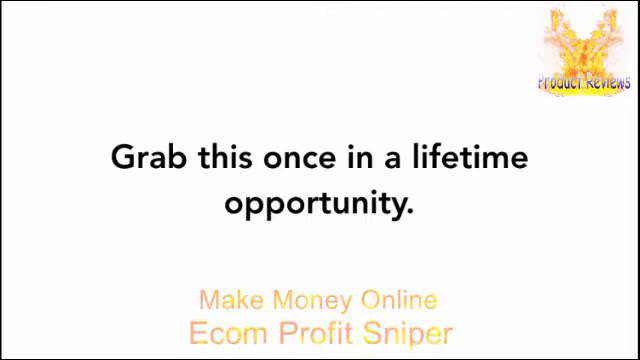 Product Reviews
Grab this once in a lifetime
opportunity.
Make Money Online
Ecom Profit Sniper